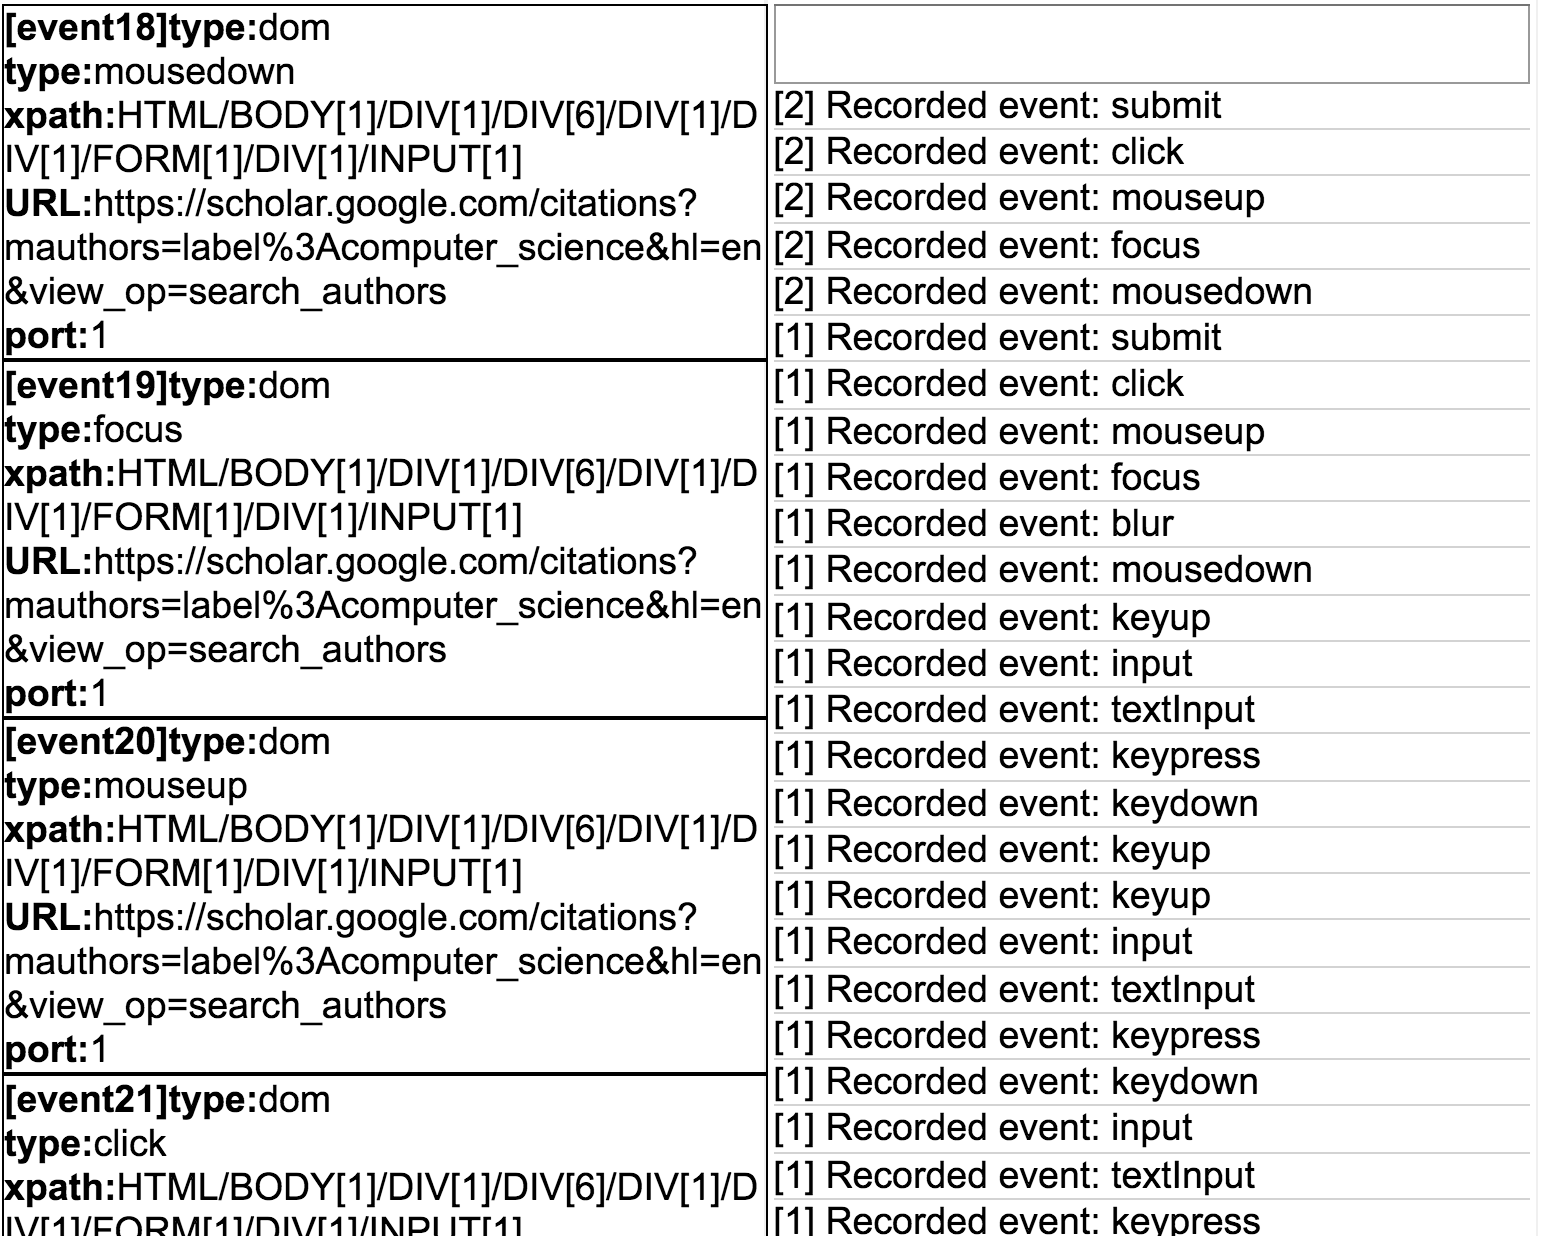 [event18]type:dom
type:mousedown
xpath:HTML/BODY[1]/DIV[1]/DIV[6]/DIV[1]/D
IV[1]/FORM[1]/DIV[1]/INPUT[1]
URL:https://scholar.google.com/citations?
mauthors=label%3Acomputer_science&hl=en
&view_op=search_authors
port:1
[event19]type:dom
type:focus
xpath:HTML/BODY[1]/DIV[1]/DIV[6]/DIV[1]/D
IV[1]/FORM[1]/DIV[1]/INPUT[1]
URL:https://scholar.google.com/citations?
mauthors=label%3Acomputer_science&hl=en
&view_op=search_authors
port:1
[event20]type:dom
type:mouseup
xpath:HTML/BODY[1]/DIV[1]/DIV[6]/DIV[1]/D
IV[1]/FORM[1]/DIV[1]/INPUT[1]
URL:https://scholar.google.com/citations?
mauthors=label%3Acomputer_science&hl=en
&view_op=search_authors
port:1
[event21]type:dom
type:click
xpath:HTML/BODY[1]/DIV[1]/DIV[6]/DIV[1]/D
IV[1]/FORM[1]/DIV[1]/INPUT[1]
[2] Recorded event: submit
[2] Recorded event: click
[2] Recorded event: mouseup
[2] Recorded event: focus
[2] Recorded event: mousedown
[1] Recorded event: submit
[1] Recorded event: click
[1] Recorded event: mouseup
[1] Recorded event: focus
[1] Recorded event: blur
[1] Recorded event: mousedown
[1] Recorded event: keyup
[1] Recorded event: input
[1] Recorded event: textInput
[1] Recorded event: keypress
[1] Recorded event: keydown
[1] Recorded event: keyup
[1] Recorded event: keyup
[1] Recorded event: input
[1] Recorded event: textInput
[1] Recorded event: keypress
[1] Recorded event: keydown
[1] Recorded event: input
[1] Recorded event: textInput
[1] Recorded event: keypress